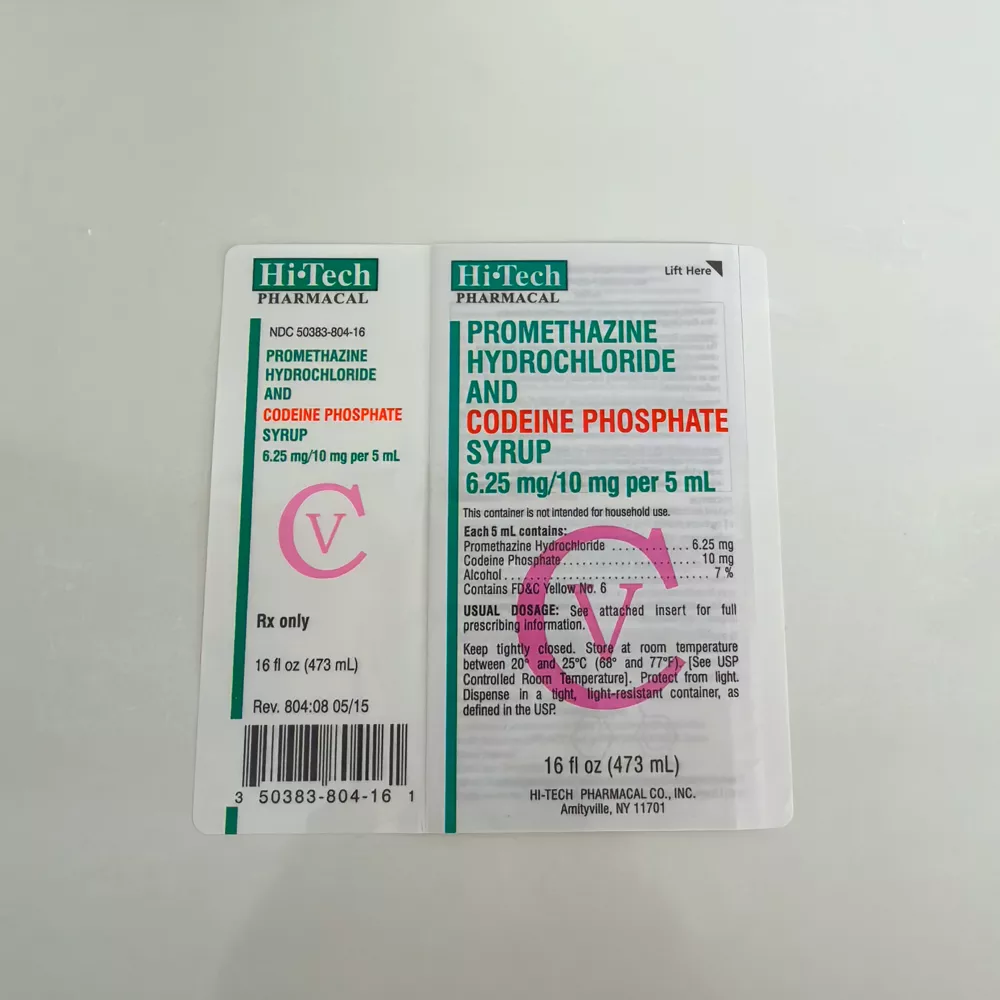 Hi•Tech
PHARMACAL
NDC 50383-804-16
PROMETHAZINE
HYDROCHLORIDE
AND
CODEINE PHOSPHATE
SYRUP
6.25 mg/10 mg per 5 mL
CV
Rx only
16 fl oz (473 mL)
Rev. 804:08 05/15
3 50383-804-16 1
Hi•Tech
PHARMACAL
Lift Here
PROMETHAZINE
HYDROCHLORIDE
AND
CODEINE PHOSPHATE
SYRUP
6.25 mg/10 mg per 5 mL
This container is not intended for household use.
Each 5 mL contains:
Promethazine Hydrochloride ............ 6.25 mg
Codeine Phosphate ........................ 10 mg
Alcohol .................................... 7 %
Contains FD&C Yellow No. 6
CV
USUAL DOSAGE: See attached insert for full
prescribing information.
Keep tightly closed. Store at room temperature
between 20° and 25°C (68° and 77°F) [See USP
Controlled Room Temperature]. Protect from light.
Dispense in a tight, light-resistant container, as
defined in the USP.
16 fl oz (473 mL)
HI-TECH PHARMACAL CO., INC.
Amityville, NY 11701